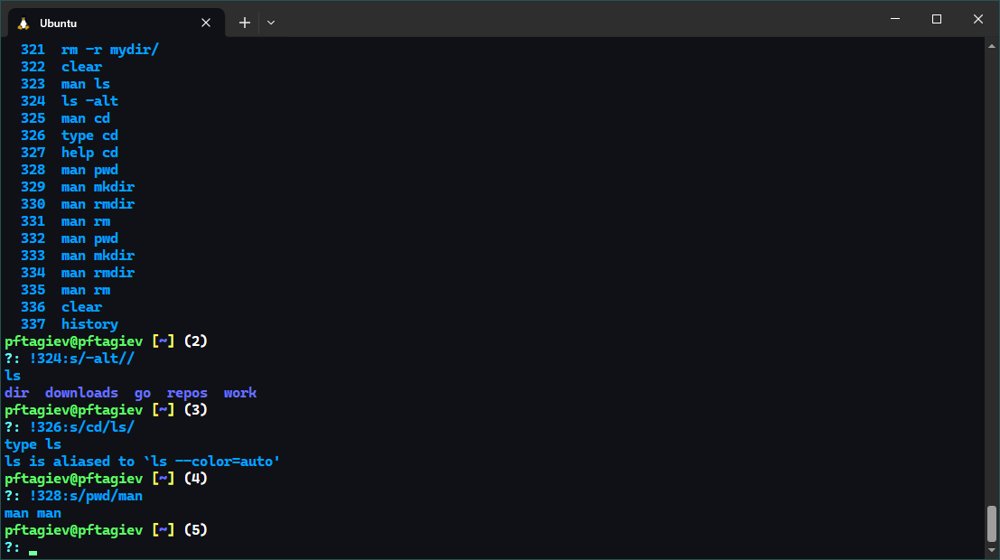 Ubuntu
321 rm -r mydir/
322 clear
323 man ls
324 ls -alt
325 man cd
326 type cd
327 help cd
328 man pwd
329 man mkdir
330 man rmdir
331 man rm
332 man pwd
333 man mkdir
334 man rmdir
335 man rm
336 clear
337 history
pftagiev@pftagiev [~] (2)
?: !324:s/-alt//
ls
dir downloads go repos work
pftagiev@pftagiev [~] (3)
?: !326:s/cd/ls/
type ls
ls is aliased to `ls --color=auto'
pftagiev@pftagiev [~] (4)
?: !328:s/pwd/man
man man
pftagiev@pftagiev [~] (5)
?: